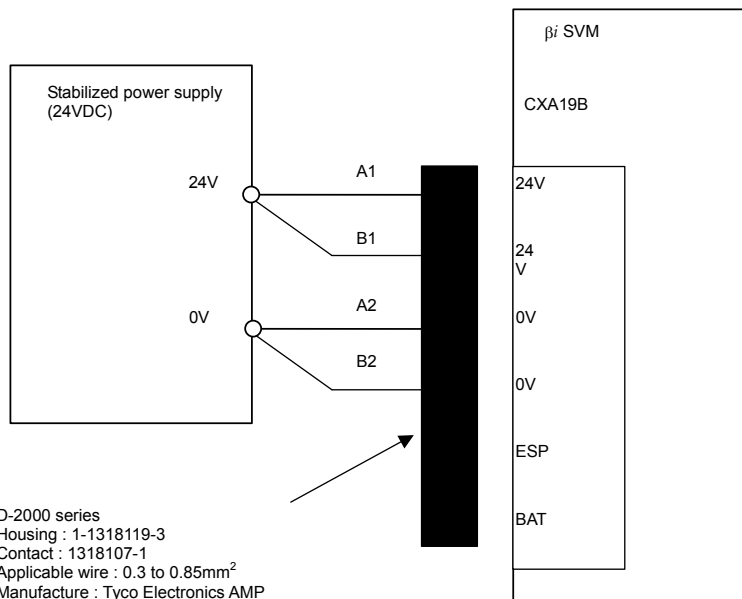 βi SVM
Stabilized power supply
(24VDC)
CXA19B
24V
A1
24V
B1
24
V
0V
A2
0V
B2
0V
ESP
BAT
D-2000 series
Housing : 1-1318119-3
Contact : 1318107-1
Applicable wire : 0.3 to 0.85mm²
Manufacture : Tyco Electronics AMP